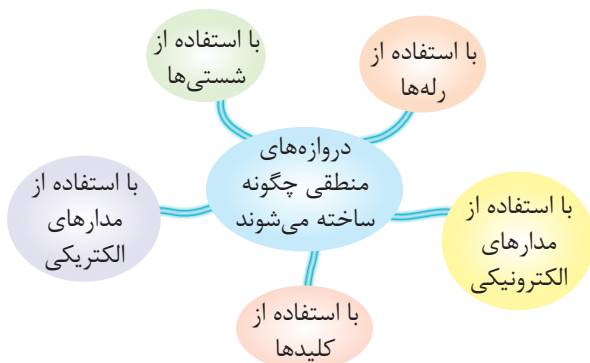 با استفاده از
رله‌ها
با استفاده از
شستی‌ها
دروازه‌های
منطقی چگونه
ساخته می‌شوند
با استفاده از
مدارهای
الکترونیکی
با استفاده از
مدارهای
الکتریکی
با استفاده از
کلیدها